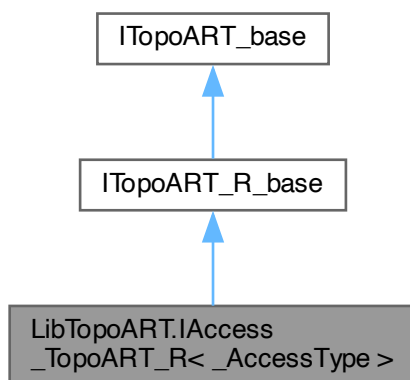 ITopoART_base
ITopoART_R_base
LibTopoART.IAccess
_TopoART_R< _AccessType >